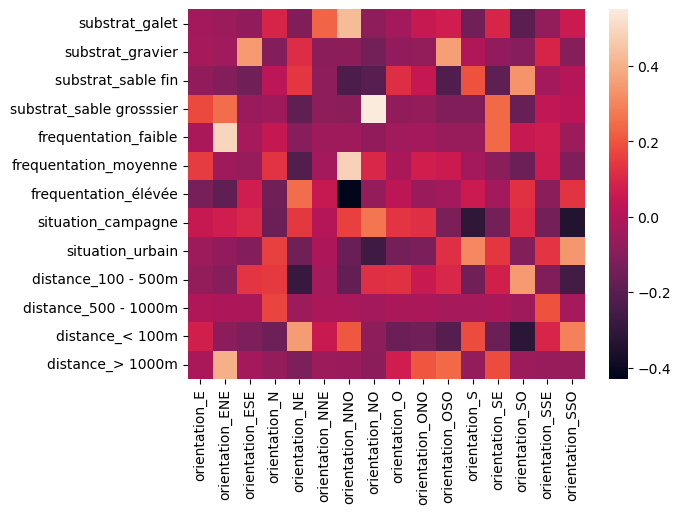 substrat_galet
substrat_gravier
substrat_sable fin
substrat_sable grosssier
frequentation_faible
frequentation_moyenne
frequentation_élévée
situation_campagne
situation_urbain
distance_100 - 500m
distance_500 - 1000m
distance_< 100m
distance_> 1000m
orientation_E
orientation_ENE
orientation_ESE
orientation_N
orientation_NE
orientation_NNE
orientation_NNO
orientation_NO
orientation_O
orientation_ONO
orientation_OSO
orientation_S
orientation_SE
orientation_SO
orientation_SSE
orientation_SSO
0.4
0.2
0.0
−0.2
−0.4